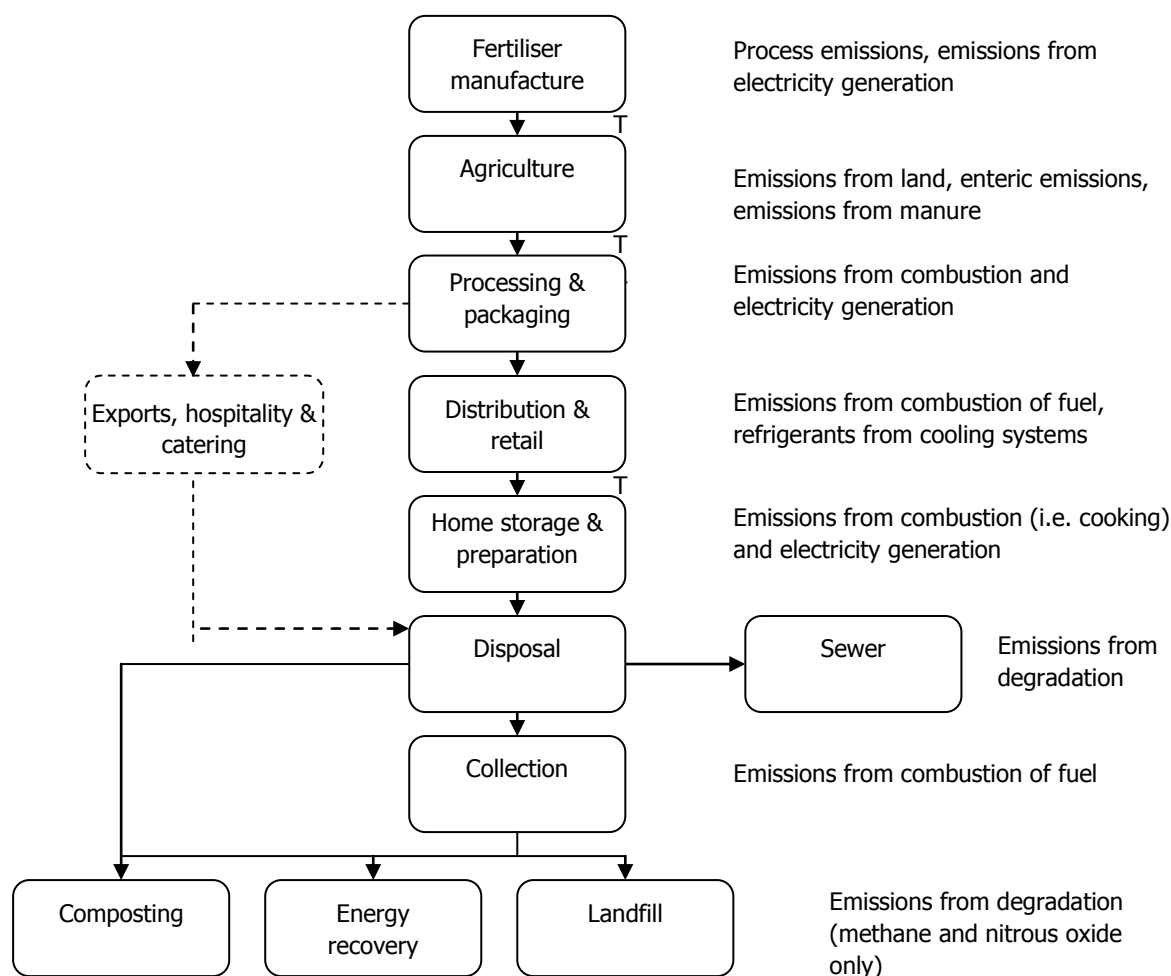 Fertiliser
manufacture
Process emissions, emissions from
electricity generation
T
Agriculture
Emissions from land, enteric emissions,
emissions from manure
T
Processing &
packaging
Emissions from combustion and
electricity generation
Exports, hospitality &
catering
Distribution &
retail
Emissions from combustion of fuel,
refrigerants from cooling systems
T
Home storage &
preparation
Emissions from combustion (i.e. cooking)
and electricity generation
Disposal
Sewer
Emissions from
degradation
Collection
Emissions from combustion of fuel
Composting
Energy
recovery
Landfill
Emissions from degradation
(methane and nitrous oxide
only)